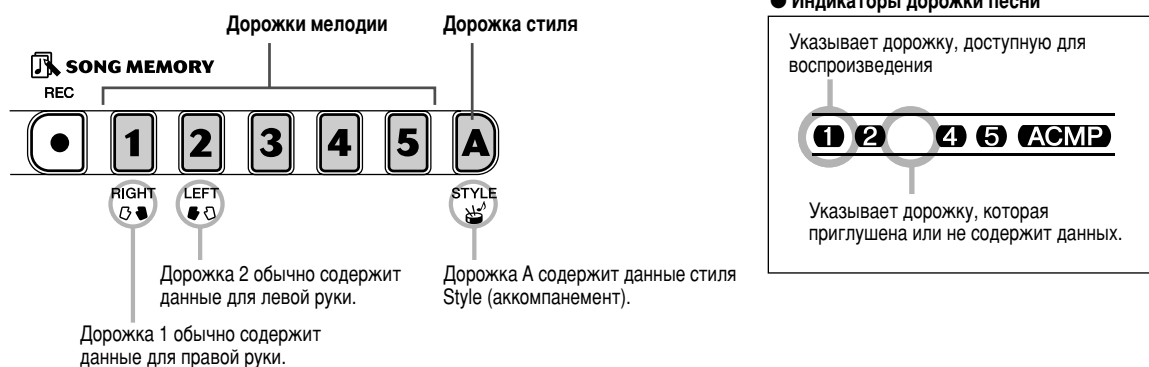 Дорожки мелодии
Дорожка стиля
SONG MEMORY
REC
1 2 3 4 5 A
RIGHT
LEFT
STYLE
Дорожка 2 обычно содержит
данные для левой руки.
Дорожка A содержит данные стиля
Style (аккомпанемент).
Дорожка 1 обычно содержит
данные для правой руки.
● Индикаторы дорожки песни
Указывает дорожку, доступную для
воспроизведения
1 2 4 5 ACMP
Указывает дорожку, которая
приглушена или не содержит данных.